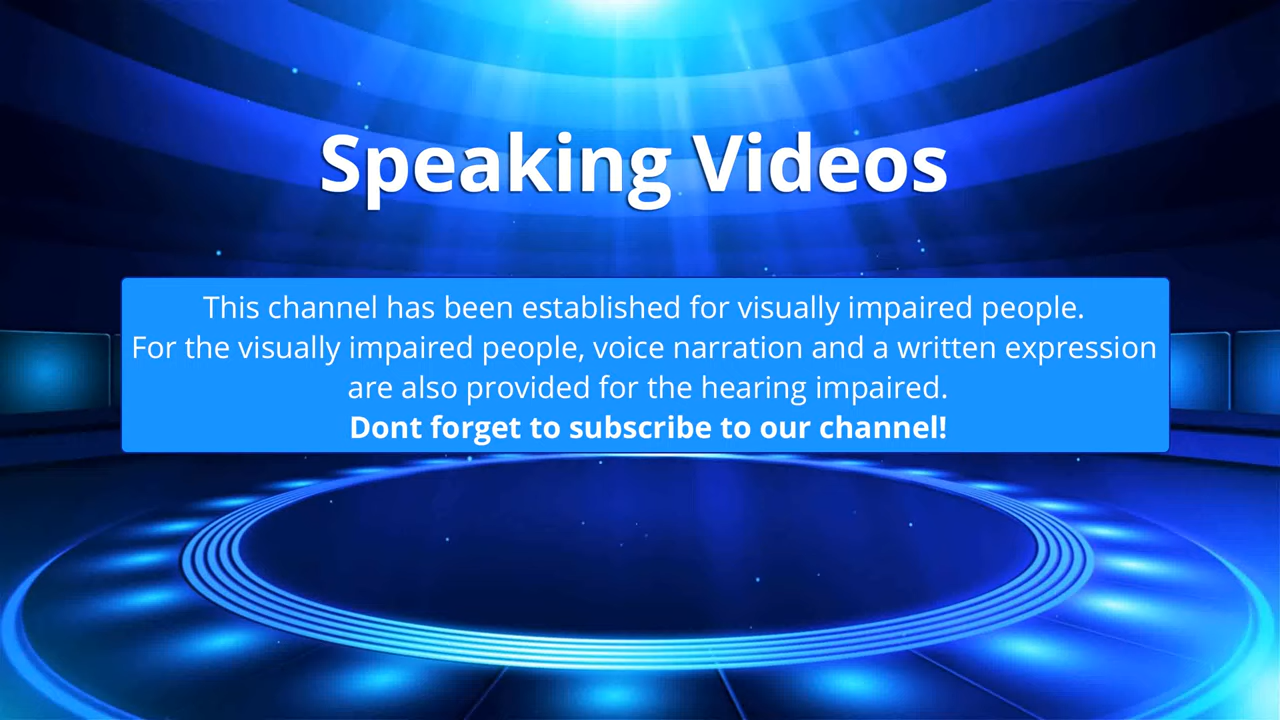 Speaking Videos
This channel has been established for visually impaired people.
For the visually impaired people, voice narration and a written expression
are also provided for the hearing impaired.
Dont forget to subscribe to our channel!